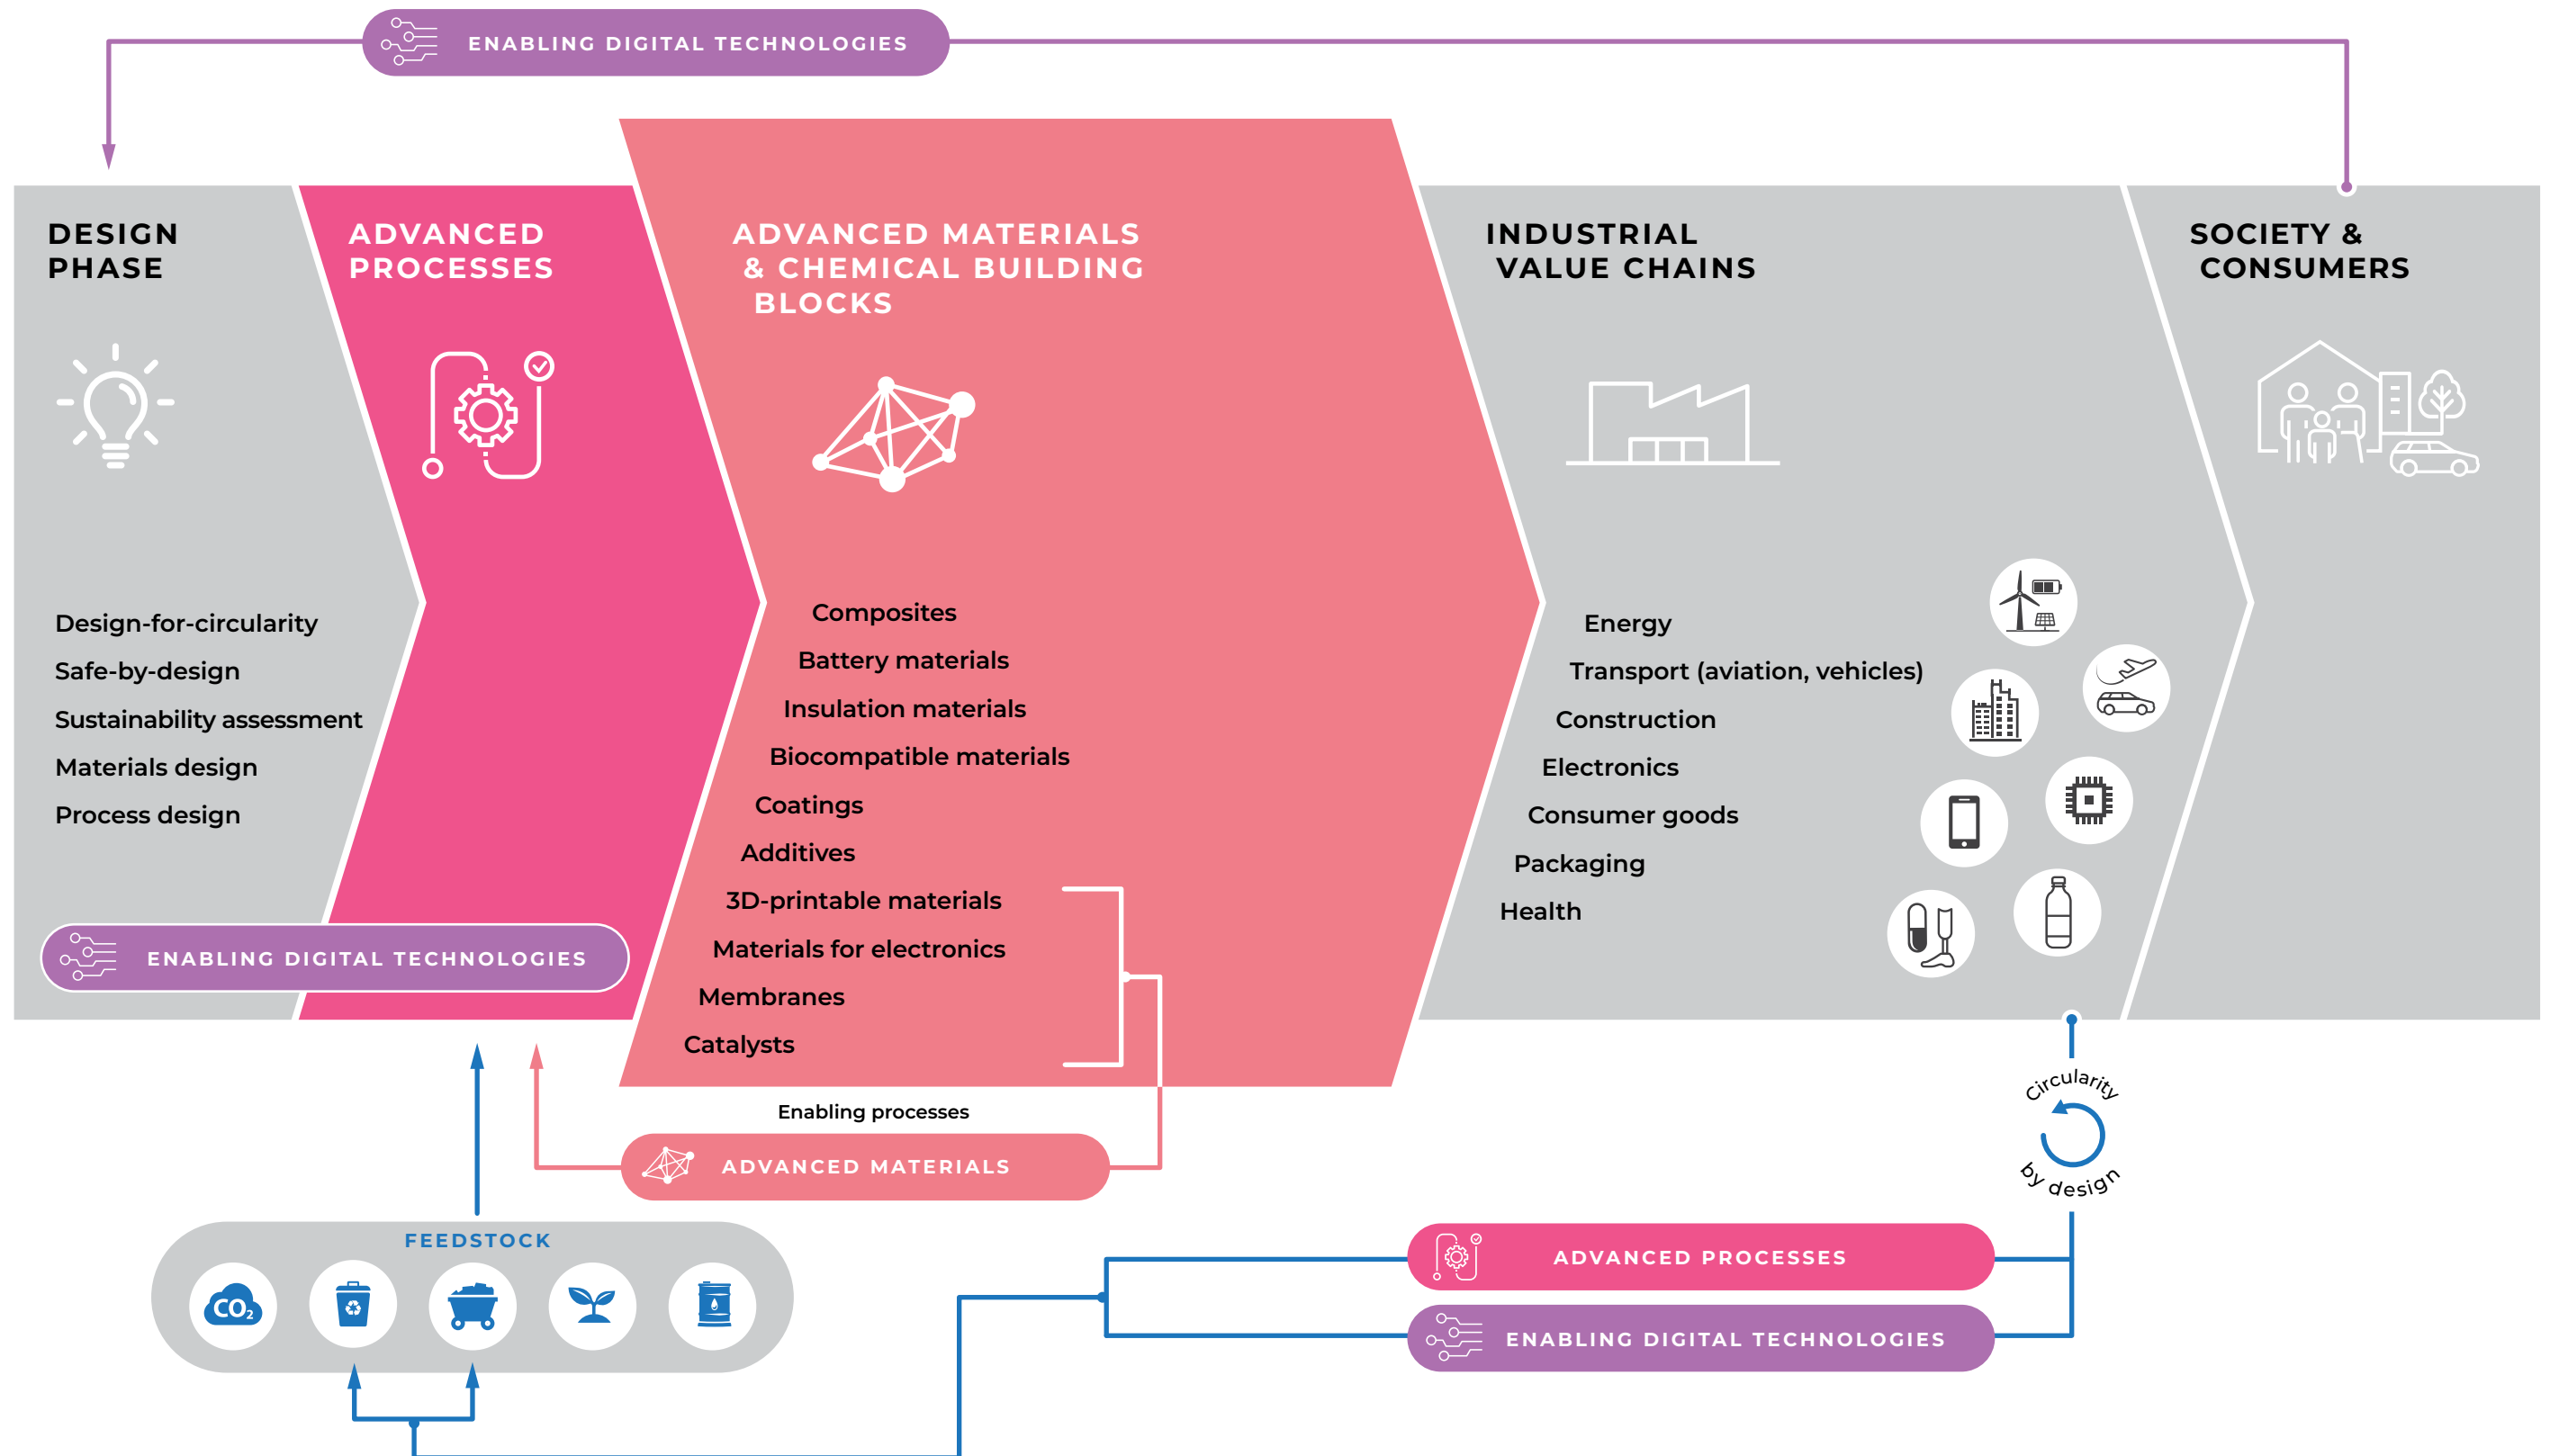 ENABLING DIGITAL TECHNOLOGIES
DESIGN
PHASE
Design-for-circularity
Safe-by-design
Sustainability assessment
Materials design
Process design
ADVANCED
PROCESSES
ENABLING DIGITAL TECHNOLOGIES
ADVANCED MATERIALS
& CHEMICAL BUILDING
BLOCKS
Composites
Battery materials
Insulation materials
Biocompatible materials
Coatings
Additives
3D-printable materials
Materials for electronics
Membranes
Catalysts
INDUSTRIAL
VALUE CHAINS
Energy
Transport (aviation, vehicles)
Construction
Electronics
Consumer goods
Packaging
Health
SOCIETY &
CONSUMERS
Enabling processes
ADVANCED MATERIALS
Circularity
by design
FEEDSTOCK
CO₂
ADVANCED PROCESSES
ENABLING DIGITAL TECHNOLOGIES